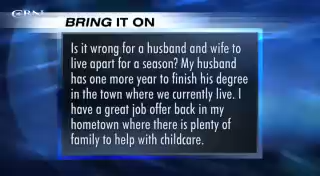 BRING IT ON
Is it wrong for a husband and wife to
live apart for a season? My husband
has one more year to finish his degree
in the town where we currently live. I
have a great job offer back in my
hometown where there is plenty of
family to help with childcare.